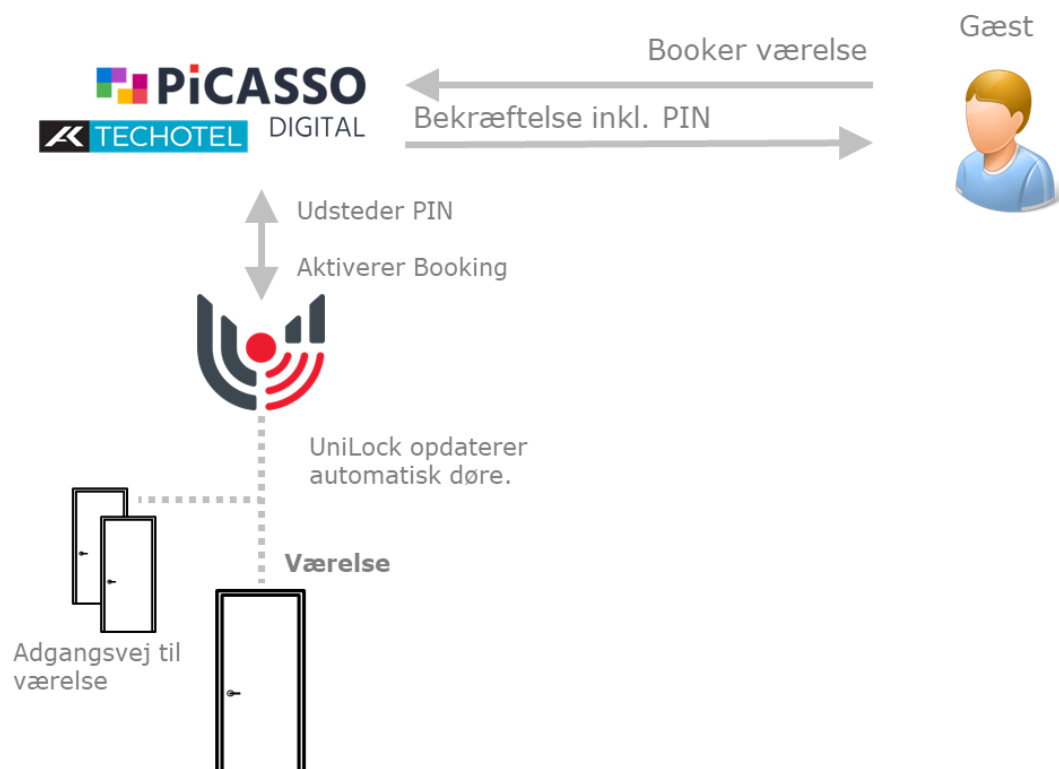 Gæst
Booker værelse
PiCASSO
DIGITAL
TECHOTEL
Bekræftelse inkl. PIN
Udsteder PIN
Aktiverer Booking
UniLock opdaterer
automatisk døre.
Værelse
Adgangsvej til
værelse